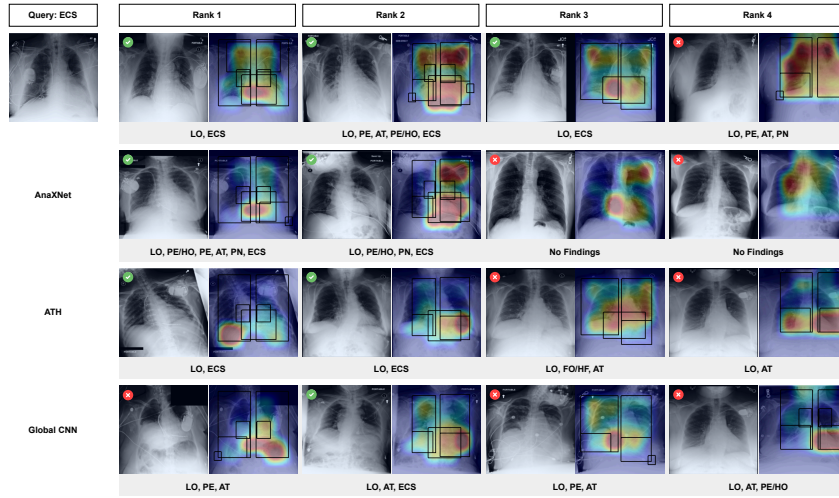 Query: ECS
Rank 1
Rank 2
Rank 3
Rank 4
LO, ECS
LO, PE, AT, PE/HO, ECS
LO, ECS
LO, PE, AT, PN
AnaXNet
LO, PE/HO, PE, AT, PN, ECS
LO, PE/HO, PN, ECS
No Findings
No Findings
ATH
LO, ECS
LO, ECS
LO, FO/HF, AT
LO, AT
Global CNN
LO, PE, AT
LO, AT, ECS
LO, PE, AT
LO, AT, PE/HO